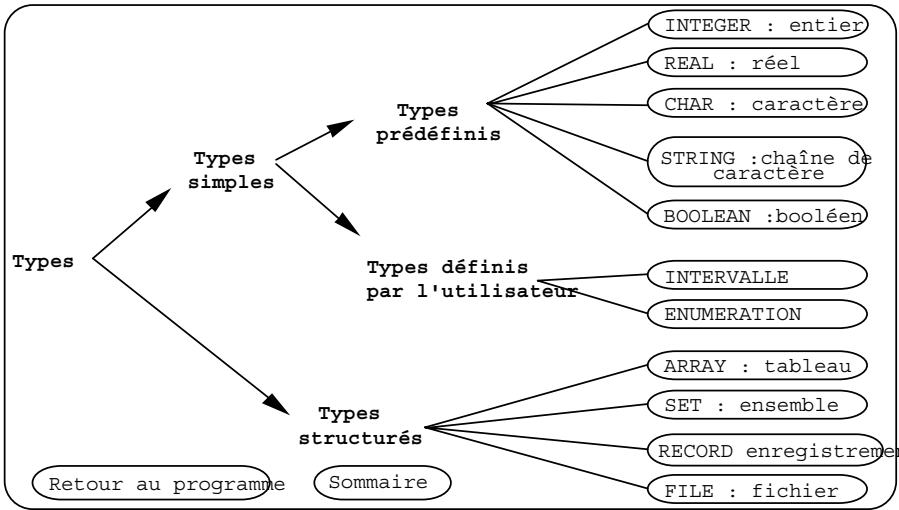 INTEGER : entier
REAL : réel
Types
prédéfinis
CHAR : caractère
Types
simples
STRING :chaîne de
caractère
BOOLEAN :booléen
Types
Types définis
par l'utilisateur
INTERVALLE
ENUMERATION
ARRAY : tableau
Types
structurés
SET : ensemble
RECORD enregistremen
FILE : fichier
Retour au programme
Sommaire